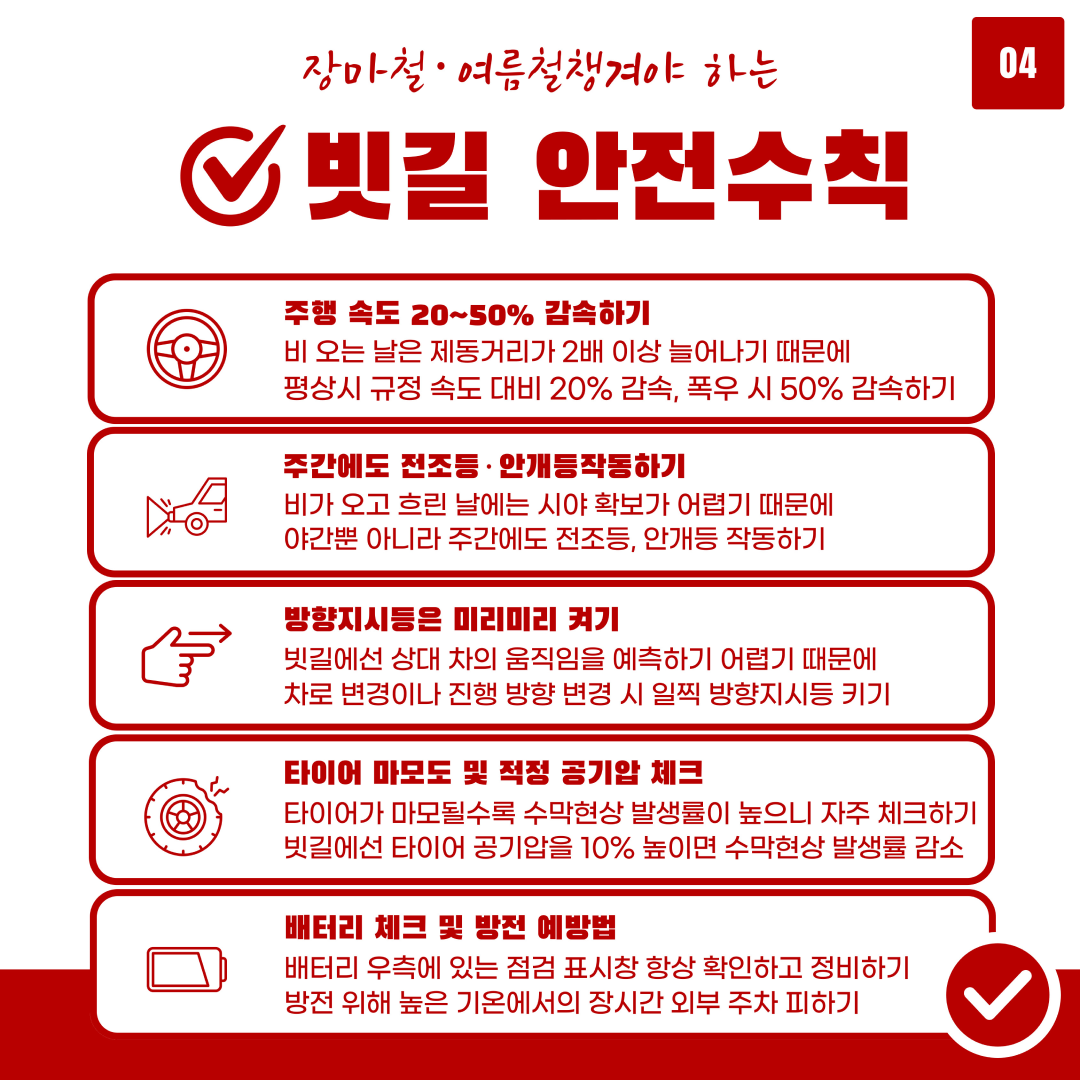 04
장마철·여름철챙겨야 하는
빗길 안전수칙
주행 속도 20~50% 감속하기
비 오는 날은 제동거리가 2배 이상 늘어나기 때문에
평상시 규정 속도 대비 20% 감속, 폭우 시 50% 감속하기
주간에도 전조등·안개등작동하기
비가 오고 흐린 날에는 시야 확보가 어렵기 때문에
야간뿐 아니라 주간에도 전조등, 안개등 작동하기
방향지시등은 미리미리 켜기
빗길에선 상대 차의 움직임을 예측하기 어렵기 때문에
차로 변경이나 진행 방향 변경 시 일찍 방향지시등 키기
타이어 마모도 및 적정 공기압 체크
타이어가 마모될수록 수막현상 발생률이 높으니 자주 체크하기
빗길에선 타이어 공기압을 10% 높이면 수막현상 발생률 감소
배터리 체크 및 방전 예방법
배터리 우측에 있는 점검 표시창 항상 확인하고 정비하기
방전 위해 높은 기온에서의 장시간 외부 주차 피하기